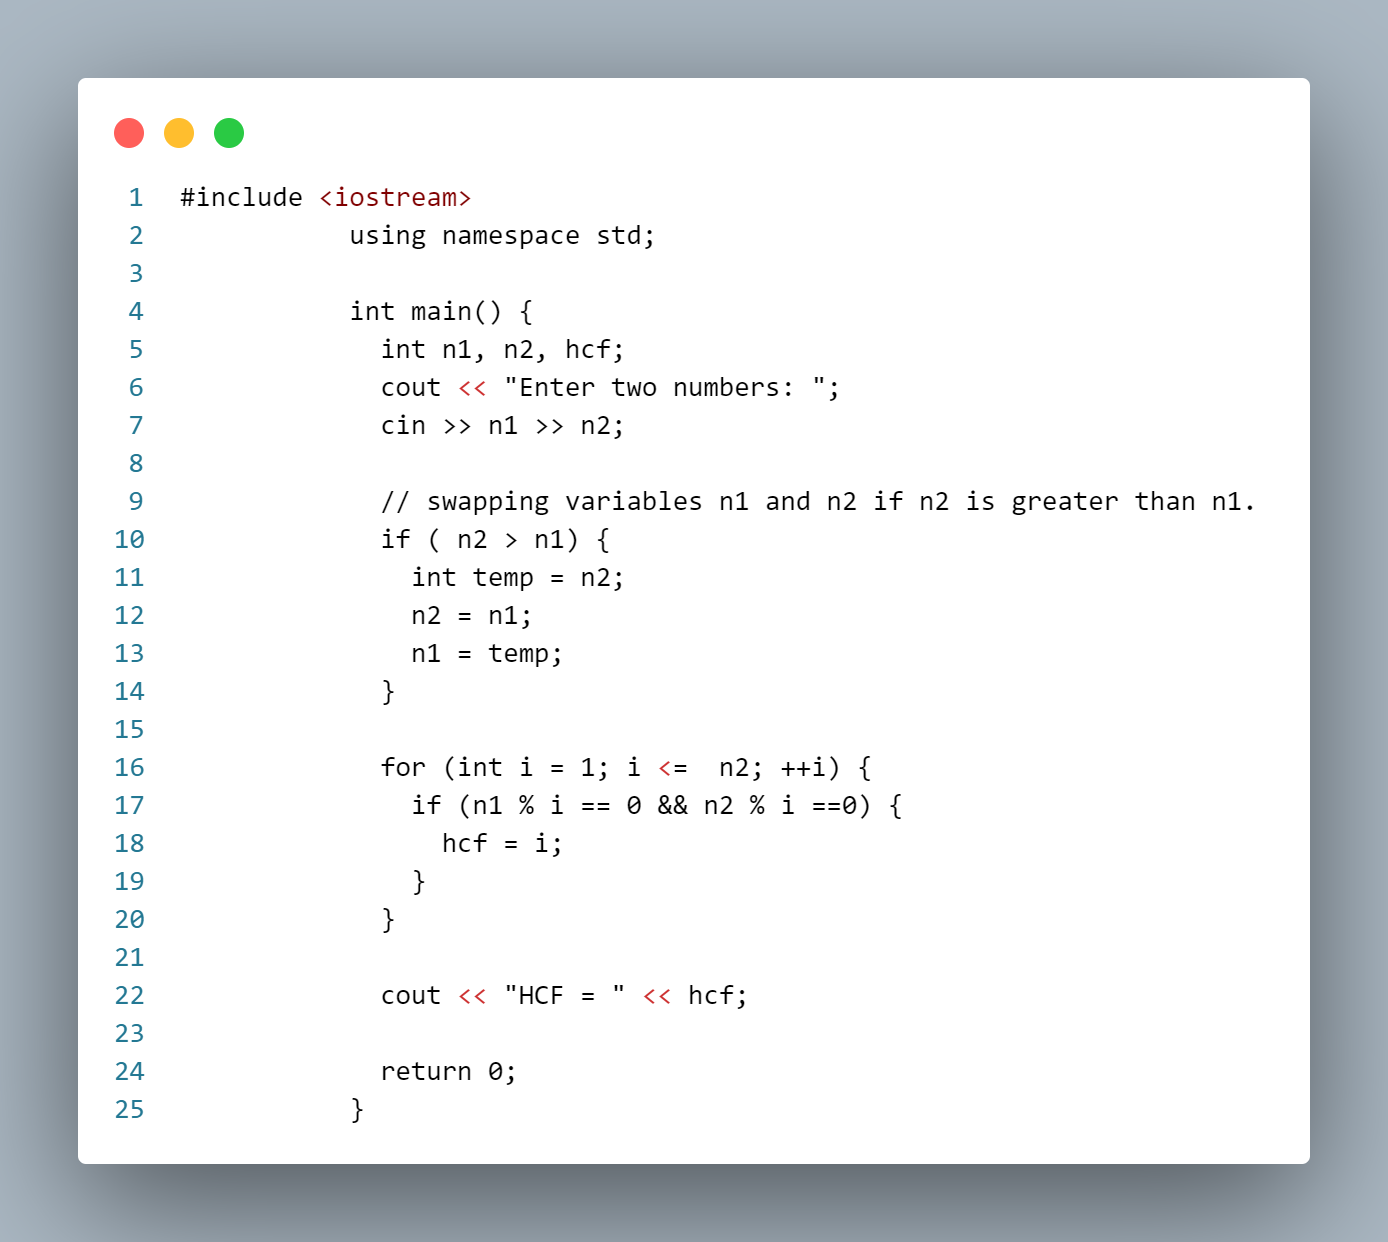 1 #include <iostream>
2 using namespace std;
3
4 int main() {
5 int n1, n2, hcf;
6 cout << "Enter two numbers: ";
7 cin >> n1 >> n2;
8
9 // swapping variables n1 and n2 if n2 is greater than n1.
10 if ( n2 > n1) {
11 int temp = n2;
12 n2 = n1;
13 n1 = temp;
14 }
15
16 for (int i = 1; i <=  n2; ++i) {
17 if (n1 % i == 0 && n2 % i ==0) {
18 hcf = i;
19 }
20 }
21
22 cout << "HCF = " << hcf;
23
24 return 0;
25 }